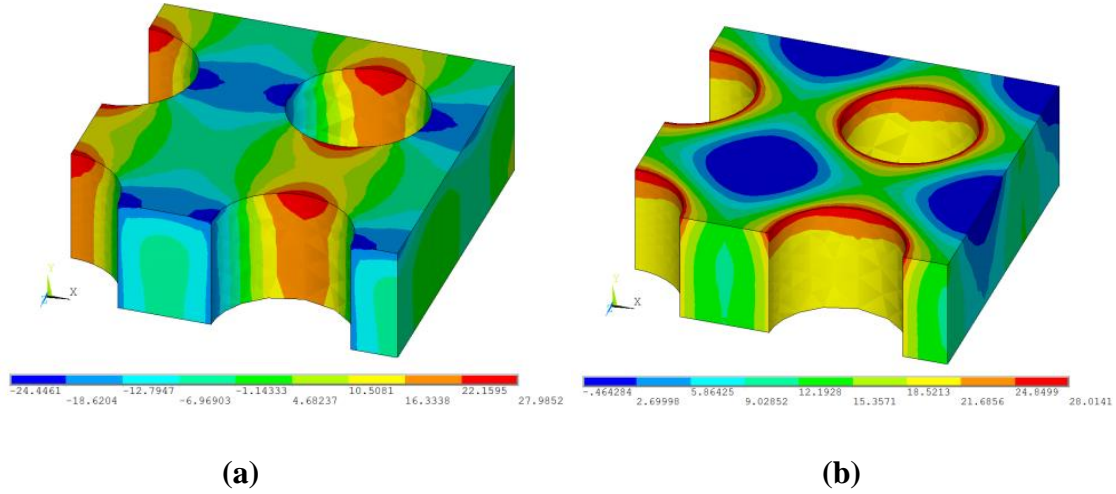 Y
X
Z
-24.4461 -12.7947 -1.14333 10.5081 22.1595
-18.6204 -6.96903 4.68237 16.3338 27.9852
Y
X
Z
-.464284 5.86425 12.1928 18.5213 24.8499
2.69998 9.02852 15.3571 21.6856 28.0141
(a)
(b)